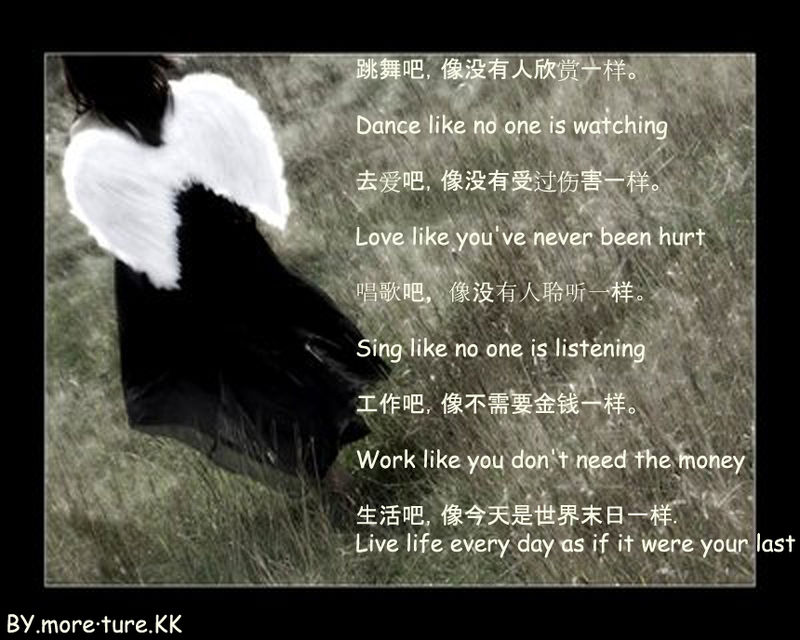 跳舞吧, 像没有人欣赏一样。
Dance like no one is watching
去爱吧, 像没有受过伤害一样。
Love like you've never been hurt
唱歌吧，像没有人聆听一样。
Sing like no one is listening
工作吧, 像不需要金钱一样。
Work like you don't need the money
生活吧, 像今天是世界末日一样.
Live life every day as if it were your last
BY.more·ture.KK